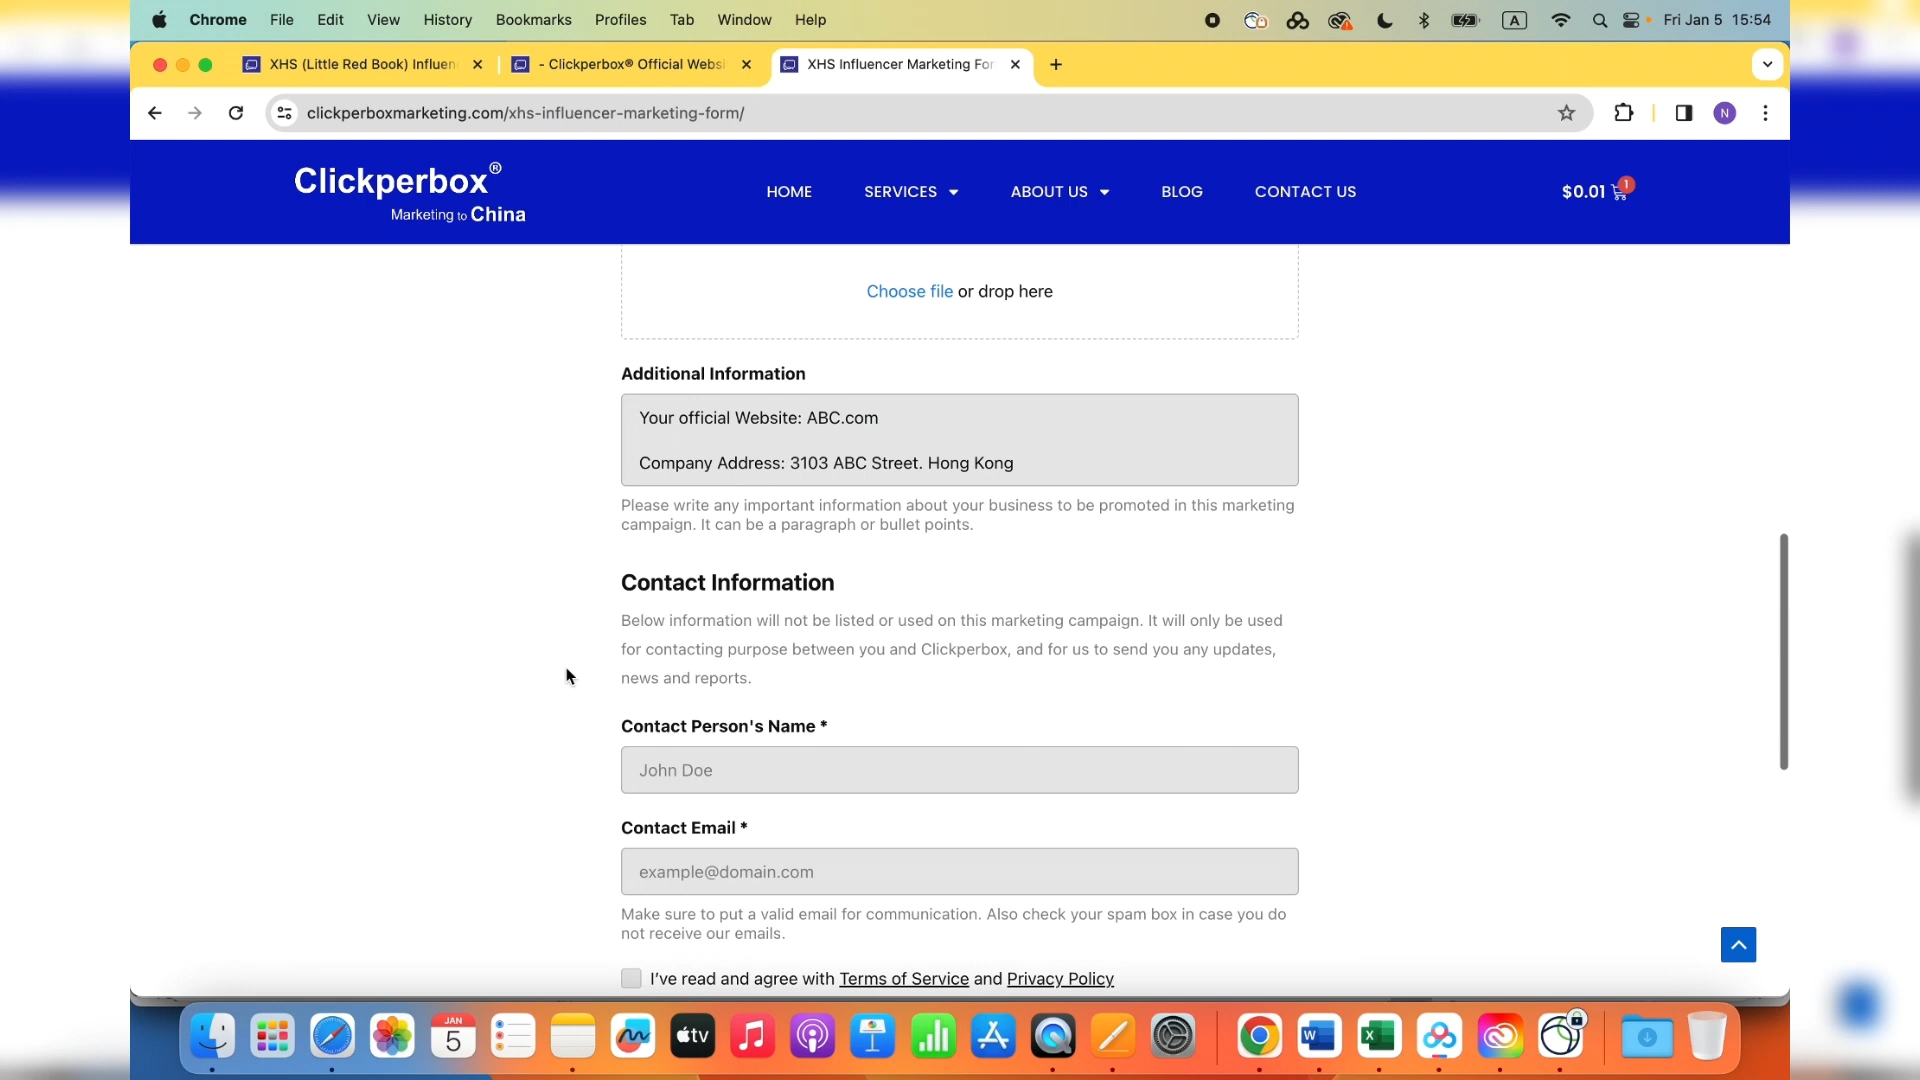 Chrome File Edit View History Bookmarks Profiles Tab Window Help A Fri Jan 5 15:54
XHS (Little Red Book) Influen - Clickperbox® Official Websi XHS Influencer Marketing For
clickperboxmarketing.com/xhs-influencer-marketing-form/ N
Clickperbox®
Marketing to China
HOME SERVICES ABOUT US BLOG CONTACT US $0.01 1
Choose file or drop here
Additional Information
Your official Website: ABC.com
Company Address: 3103 ABC Street. Hong Kong
Please write any important information about your business to be promoted in this marketing
campaign. It can be a paragraph or bullet points.
Contact Information
Below information will not be listed or used on this marketing campaign. It will only be used
for contacting purpose between you and Clickperbox, and for us to send you any updates,
news and reports.
Contact Person's Name *
John Doe
Contact Email *
example@domain.com
Make sure to put a valid email for communication. Also check your spam box in case you do
not receive our emails.
I've read and agree with Terms of Service and Privacy Policy
JAN
5
tv
W
X